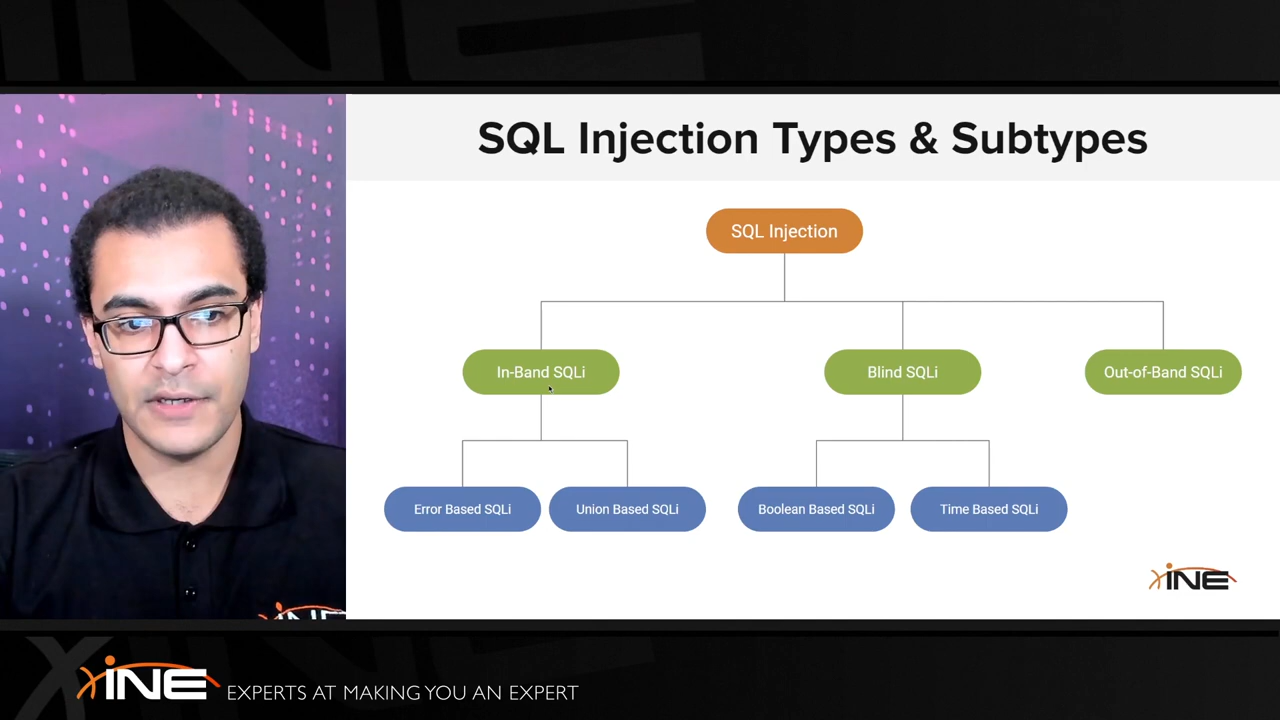 SQL Injection Types & Subtypes
SQL Injection
In-Band SQLi
Blind SQLi
Out-of-Band SQLi
Error Based SQLi
Union Based SQLi
Boolean Based SQLi
Time Based SQLi
INE
INE
INE EXPERTS AT MAKING YOU AN EXPERT